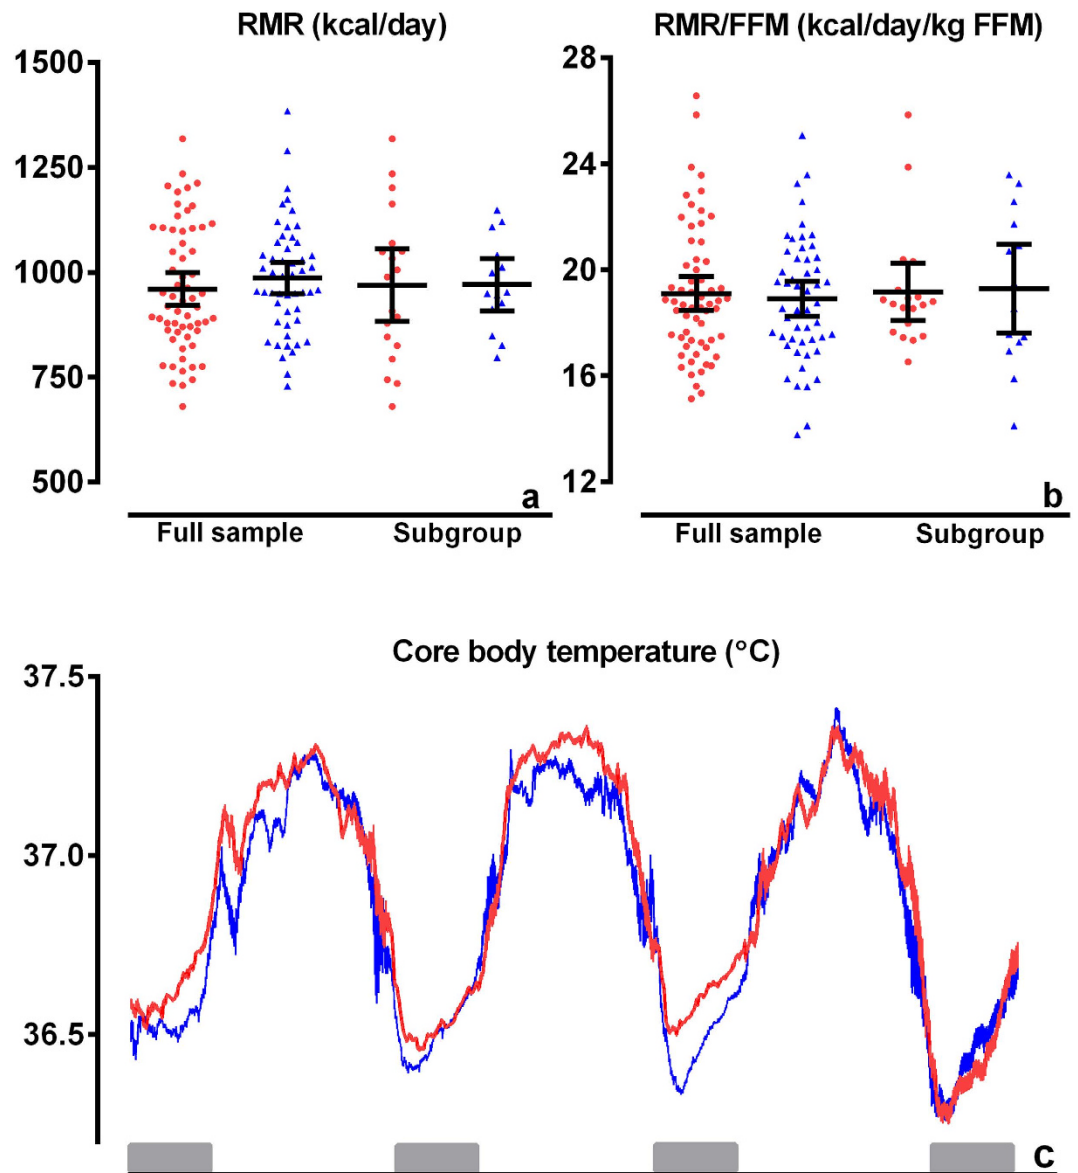 RMR (kcal/day)
1500
1250
1000
750
500
a
Full sample Subgroup
RMR/FFM (kcal/day/kg FFM)
28
24
20
16
12
b
Full sample Subgroup
Core body temperature (°C)
37.5
37.0
36.5
c